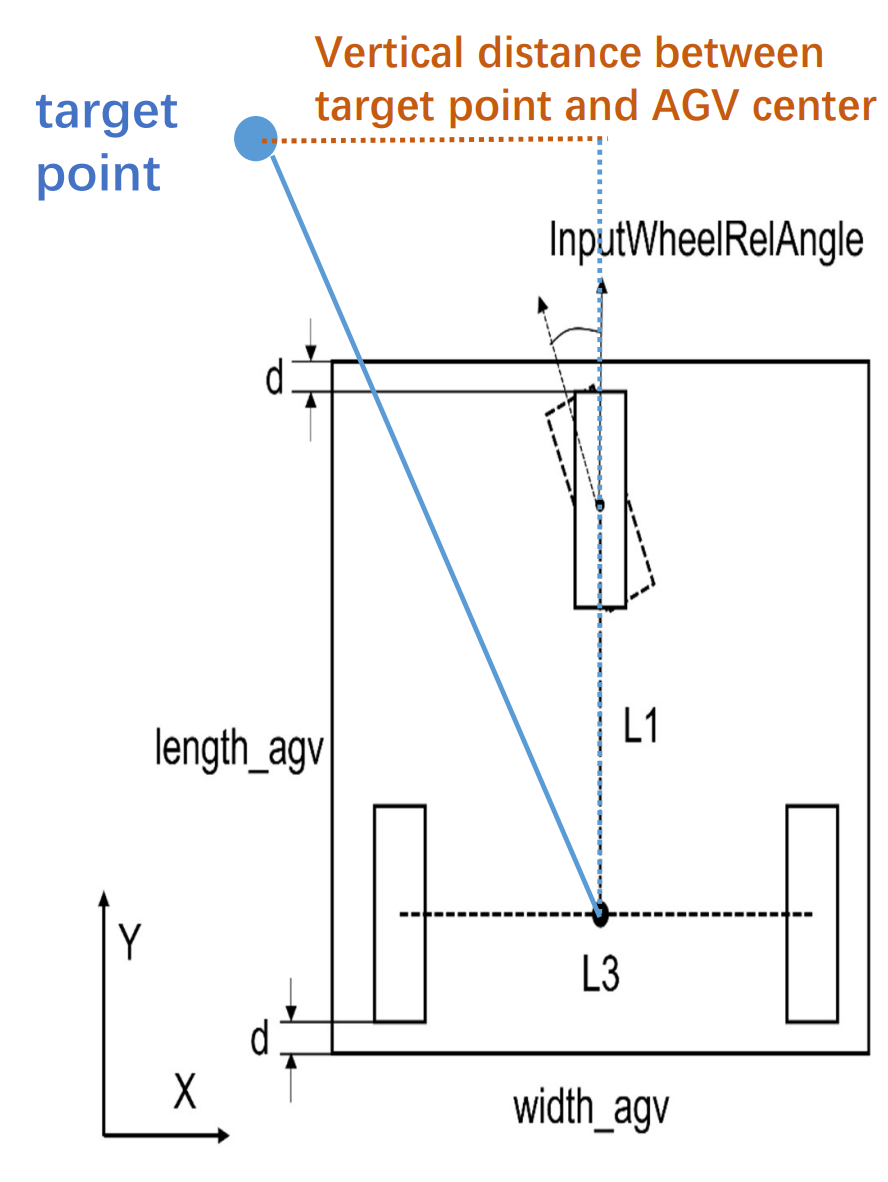 Vertical distance between
target point and AGV center
target
point
InputWheelRelAngle
d
L1
length_agv
Y
L3
d
X
width_agv